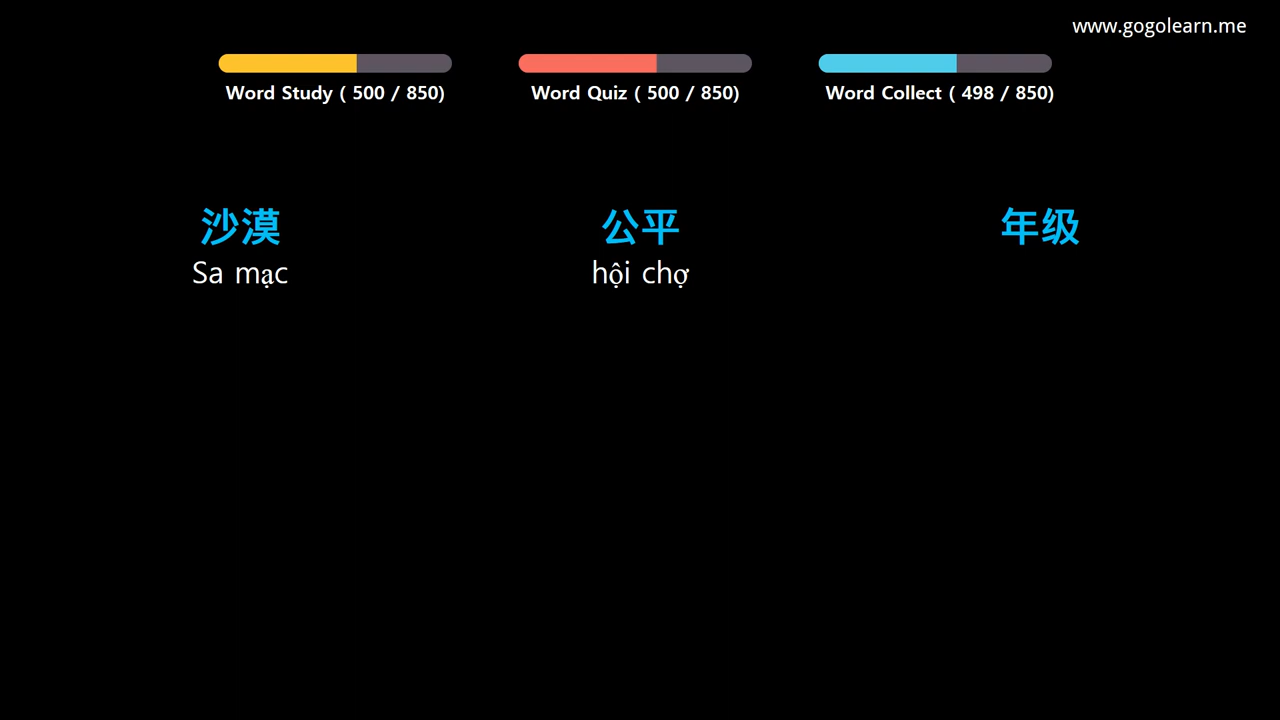 www.gogolearn.me
Word Study ( 500 / 850)
Word Quiz ( 500 / 850)
Word Collect ( 498 / 850)
沙漠
公平
年级
Sa mạc
hội chợ